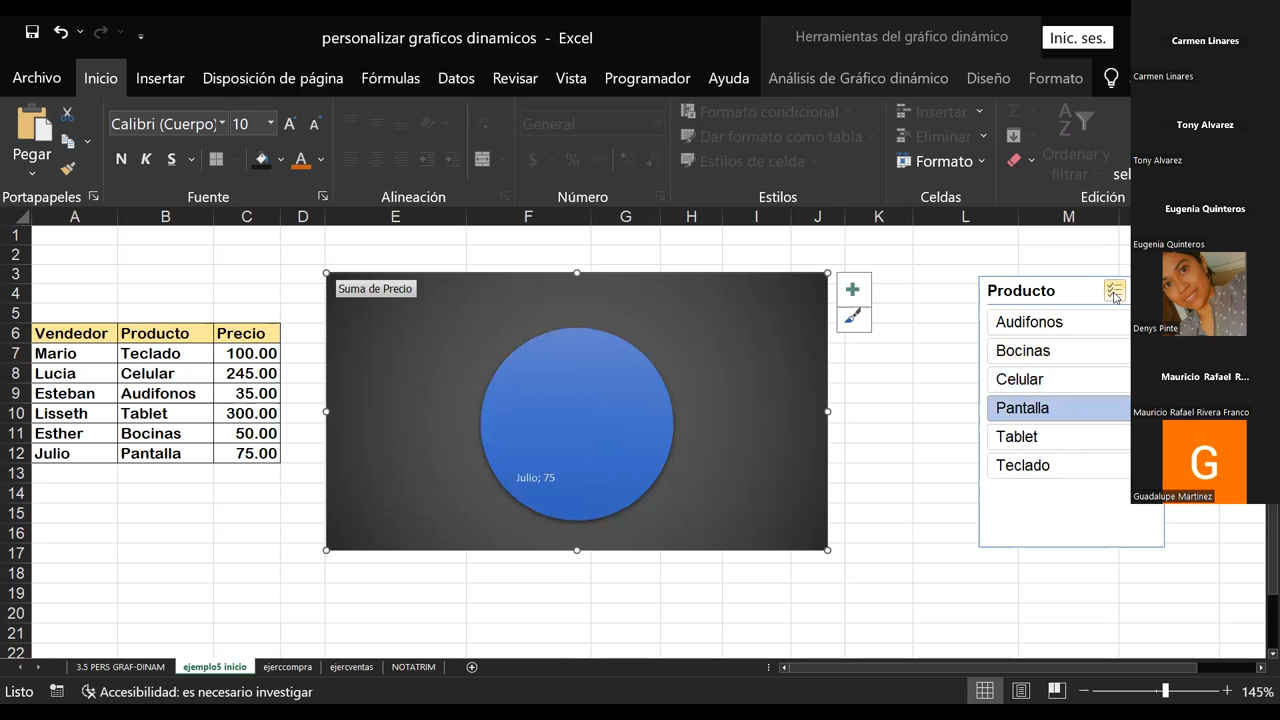 personalizar graficos dinamicos - Excel
Herramientas del gráfico dinámico
Inic. ses.
Archivo
Inicio
Insertar
Disposición de página
Fórmulas
Datos
Revisar
Vista
Programador
Ayuda
Análisis de Gráfico dinámico
Diseño
Formato
Pegar
Portapapeles
Calibri (Cuerpo)
10
N K S
Fuente
Alineación
General
$ %
Número
Formato condicional
Dar formato como tabla
Estilos de celda
Estilos
Insertar
Eliminar
Formato
Celdas
Ordenar y
filtrar
sel
Edición
A B C D E F G H I J K L M
1
2
3
4
5
6 Vendedor Producto Precio
7 Mario Teclado 100.00
8 Lucia Celular 245.00
9 Esteban Audifonos 35.00
10 Lisseth Tablet 300.00
11 Esther Bocinas 50.00
12 Julio Pantalla 75.00
13
14
15
16
17
18
19
20
21
22
Suma de Precio
Julio; 75
Producto
Audifonos
Bocinas
Celular
Pantalla
Tablet
Teclado
Carmen Linares
Carmen Linares
Tony Alvarez
Tony Alvarez
Eugenia Quinteros
Eugenia Quinteros
Denys Pinte
Mauricio Rafael R...
Mauricio Rafael Rivera Franco
G
Guadalupe Martinez
3.5 PERS GRAF-DINAM
ejemplo5 inicio
ejerccompra
ejercventas
NOTATRIM
Listo
Accesibilidad: es necesario investigar
145%